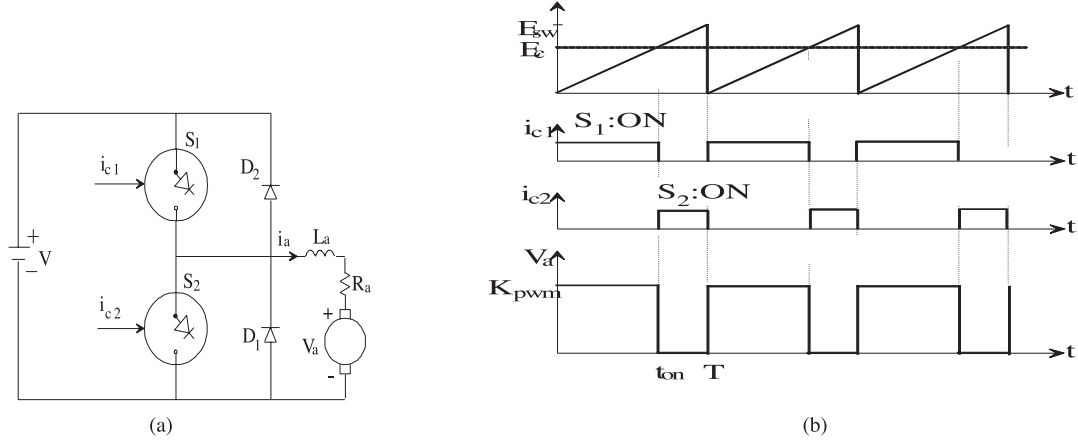 S1
ic1
D2
+
V
–
ia
La
S2
Ra
ic2
D1
+
Va
-
(a)
Esw
Ec
t
ic1
S1:ON
t
ic2
S2:ON
t
Va
Kpwm
ton
T
t
(b)